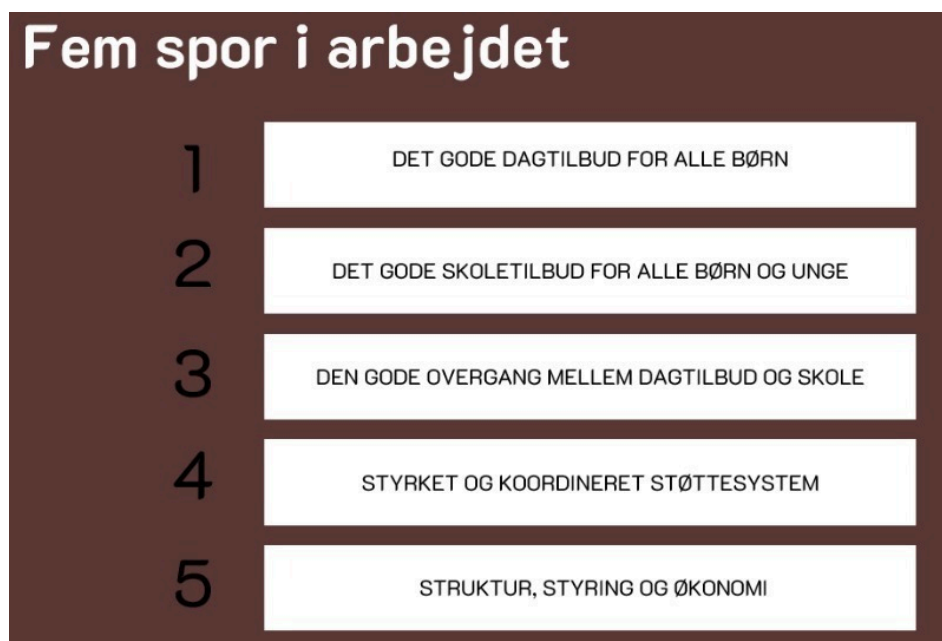 Fem spor i arbejdet
1
DET GODE DAGTILBUD FOR ALLE BØRN
2
DET GODE SKOLETILBUD FOR ALLE BØRN OG UNGE
3
DEN GODE OVERGANG MELLEM DAGTILBUD OG SKOLE
4
STYRKET OG KOORDINERET STØTTESYSTEM
5
STRUKTUR, STYRING OG ØKONOMI